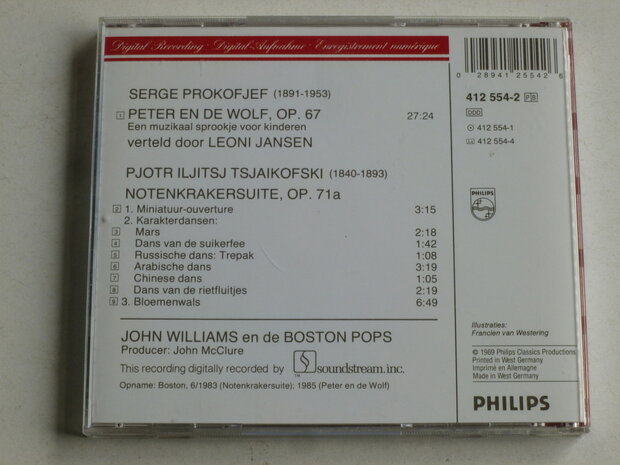 Digital Recording · Digital-Aufnahme · Enregistrement numérique
SERGE PROKOFJEF (1891-1953)
1 PETER EN DE WOLF, OP. 67 27:24
Een muzikaal sprookje voor kinderen
verteld door LEONI JANSEN
PJOTR ILJITSJ TSJAIKOFSKI (1840-1893)
NOTENKRAKERSUITE, OP. 71a
2 1. Miniatuur-ouverture 3:15
2. Karakterdansen:
3 Mars 2:18
4 Dans van de suikerfee 1:42
5 Russische dans: Trepak 1:08
6 Arabische dans 3:19
7 Chinese dans 1:05
8 Dans van de rietfluitjes 2:19
9 3. Bloemenwals 6:49
JOHN WILLIAMS en de BOSTON POPS
Producer: John McClure
This recording digitally recorded by soundstream.inc.
TM
Opname: Boston, 6/1983 (Notenkrakersuite); 1985 (Peter en de Wolf)
0 28941 25542 6
412 554-2 PS
DDD
412 554-1
412 554-4
PHILIPS
Illustraties:
Francien van Westering
© 1989 Philips Classics Productions
Printed in West Germany
Imprimé en Allemagne
Made in West Germany
PHILIPS